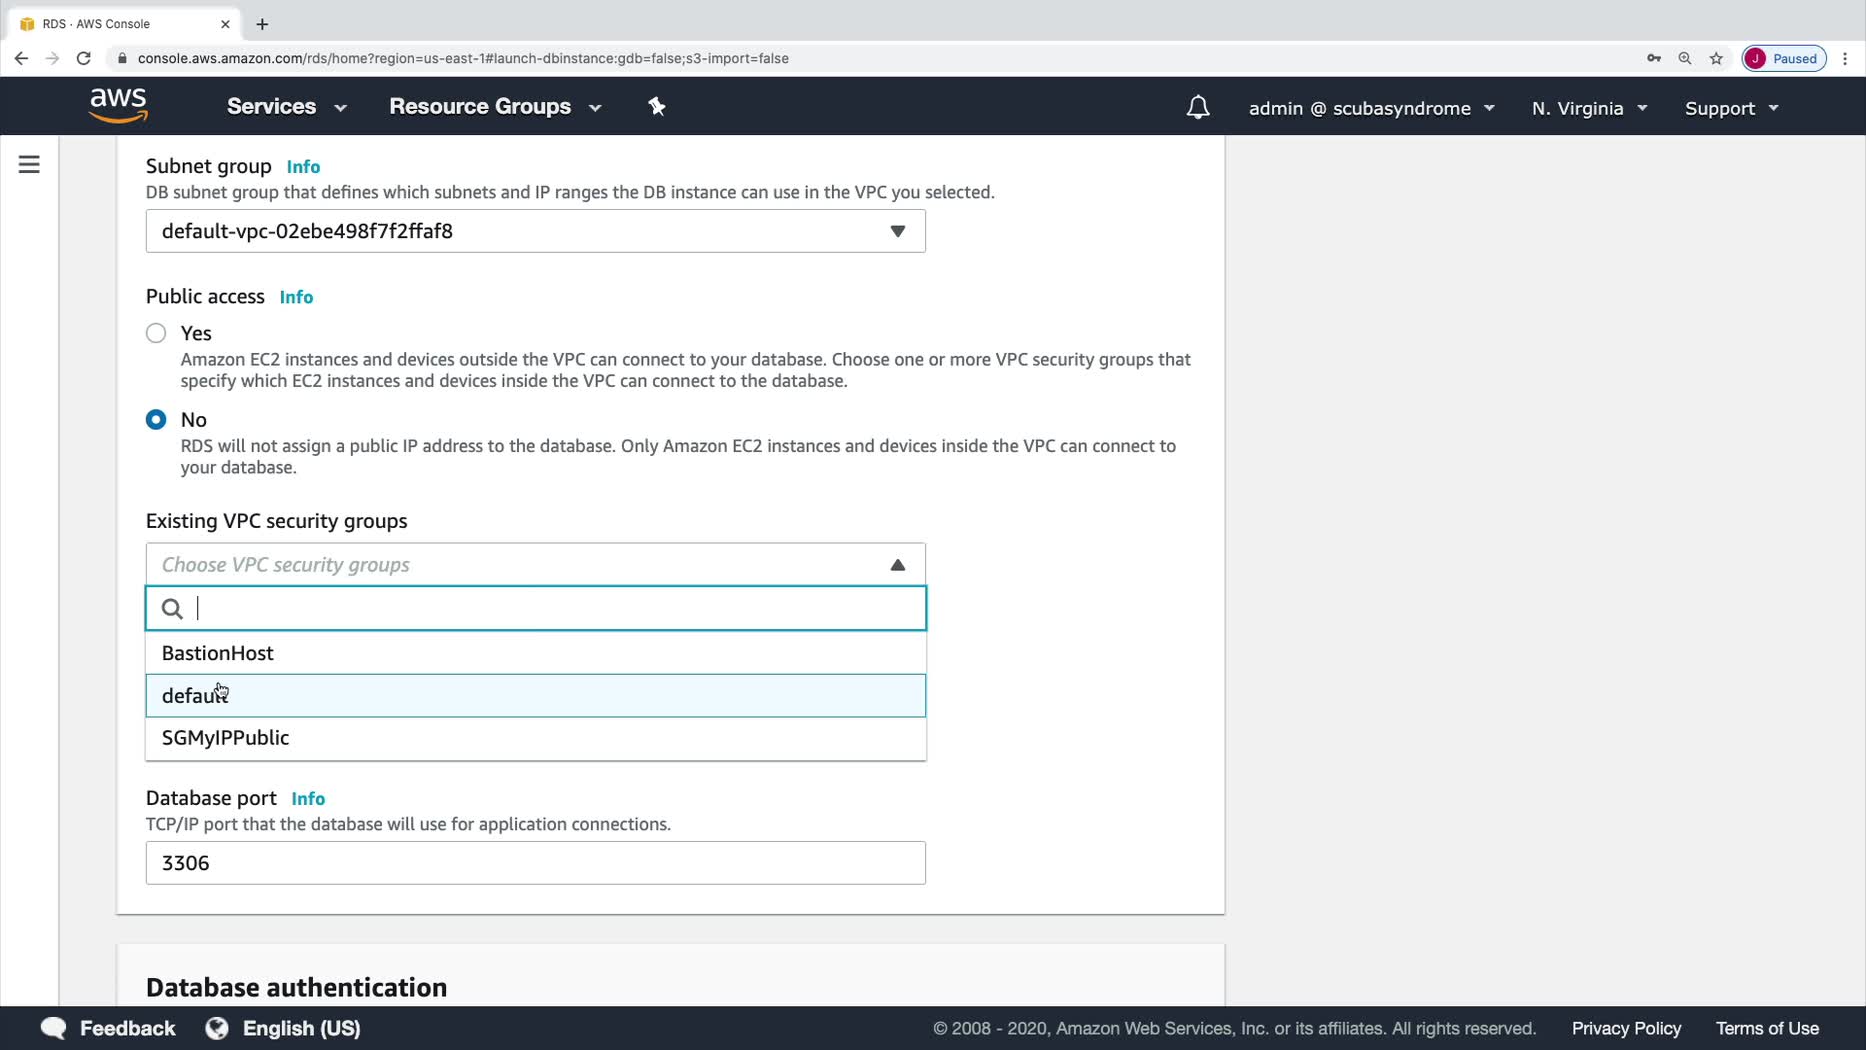 RDS · AWS Console
console.aws.amazon.com/rds/home?region=us-east-1#launch-dbinstance:gdb=false;s3-import=false
J Paused
aws Services Resource Groups admin @ scubasyndrome N. Virginia Support
Subnet group Info
DB subnet group that defines which subnets and IP ranges the DB instance can use in the VPC you selected.
default-vpc-02ebe498f7f2ffaf8
Public access Info
Yes
Amazon EC2 instances and devices outside the VPC can connect to your database. Choose one or more VPC security groups that
specify which EC2 instances and devices inside the VPC can connect to the database.
No
RDS will not assign a public IP address to the database. Only Amazon EC2 instances and devices inside the VPC can connect to
your database.
Existing VPC security groups
Choose VPC security groups
BastionHost
default
SGMyIPPublic
Database port Info
TCP/IP port that the database will use for application connections.
3306
Database authentication
Feedback English (US) © 2008 - 2020, Amazon Web Services, Inc. or its affiliates. All rights reserved. Privacy Policy Terms of Use